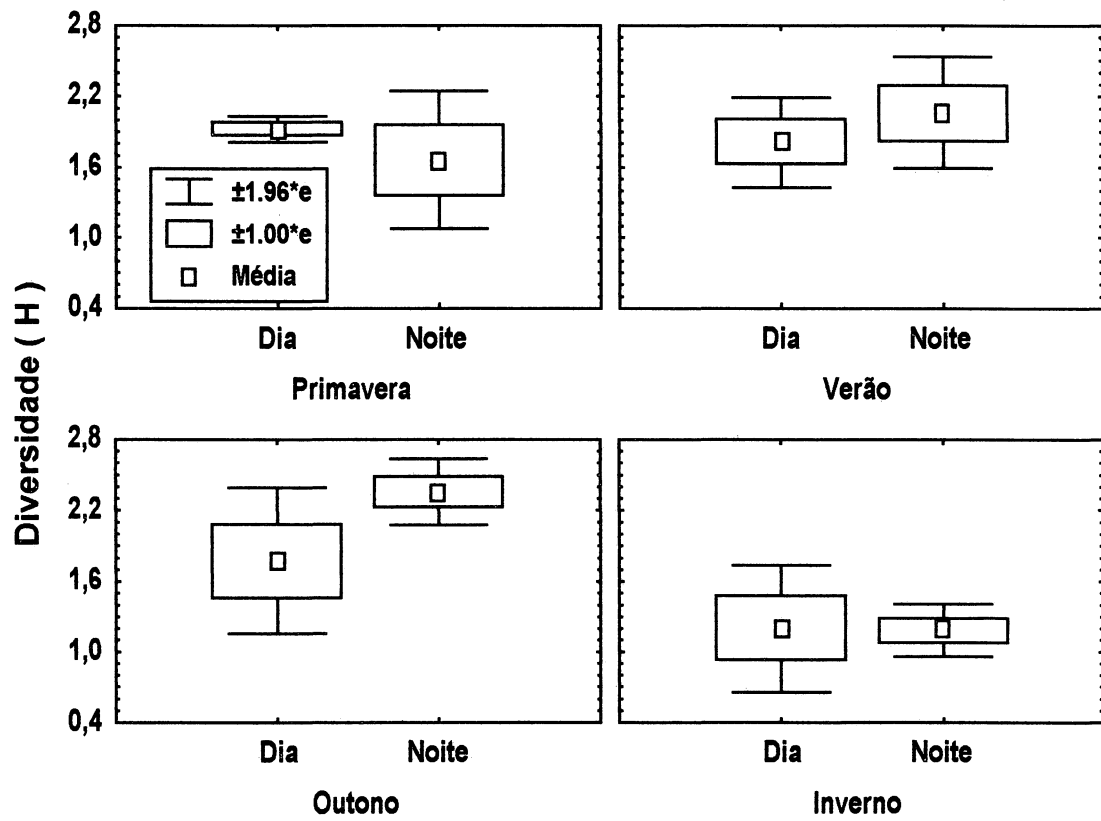 Diversidade ( H )
2,8
2,2
1,6
1,0
0,4
±1.96*e
±1.00*e
Média
Dia
Noite
Primavera
Dia
Noite
Verão
2,8
2,2
1,6
1,0
0,4
Dia
Noite
Outono
Dia
Noite
Inverno